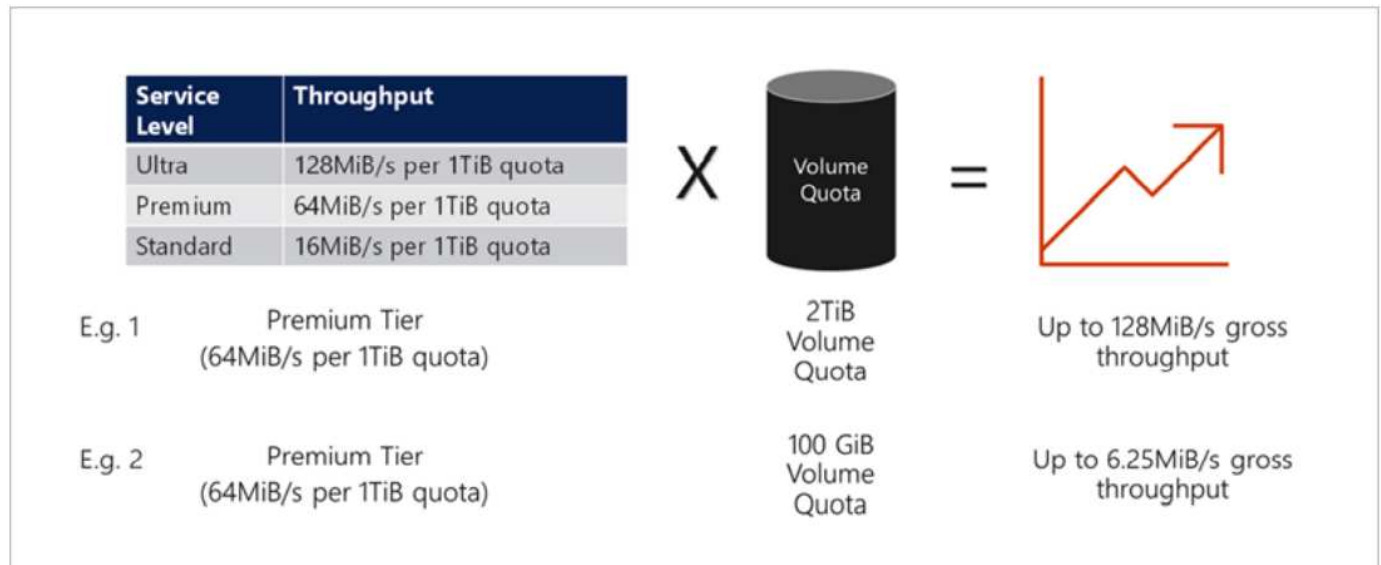 Service Level
Throughput
Ultra
128MiB/s per 1TiB quota
Premium
64MiB/s per 1TiB quota
Standard
16MiB/s per 1TiB quota
X
Volume
Quota
=
E.g. 1
Premium Tier
(64MiB/s per 1TiB quota)
2TiB
Volume
Quota
Up to 128MiB/s gross
throughput
E.g. 2
Premium Tier
(64MiB/s per 1TiB quota)
100 GiB
Volume
Quota
Up to 6.25MiB/s gross
throughput